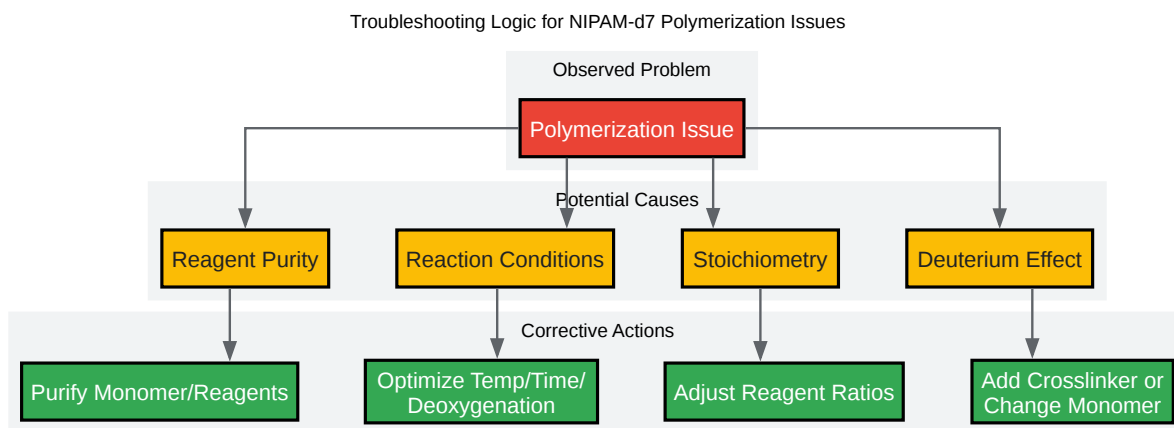 Troubleshooting Logic for NIPAM-d7 Polymerization Issues
Observed Problem
Polymerization Issue
Potential Causes
Reagent Purity
Reaction Conditions
Stoichiometry
Deuterium Effect
Corrective Actions
Purify Monomer/Reagents
Optimize Temp/Time/
Deoxygenation
Adjust Reagent Ratios
Add Crosslinker or
Change Monomer